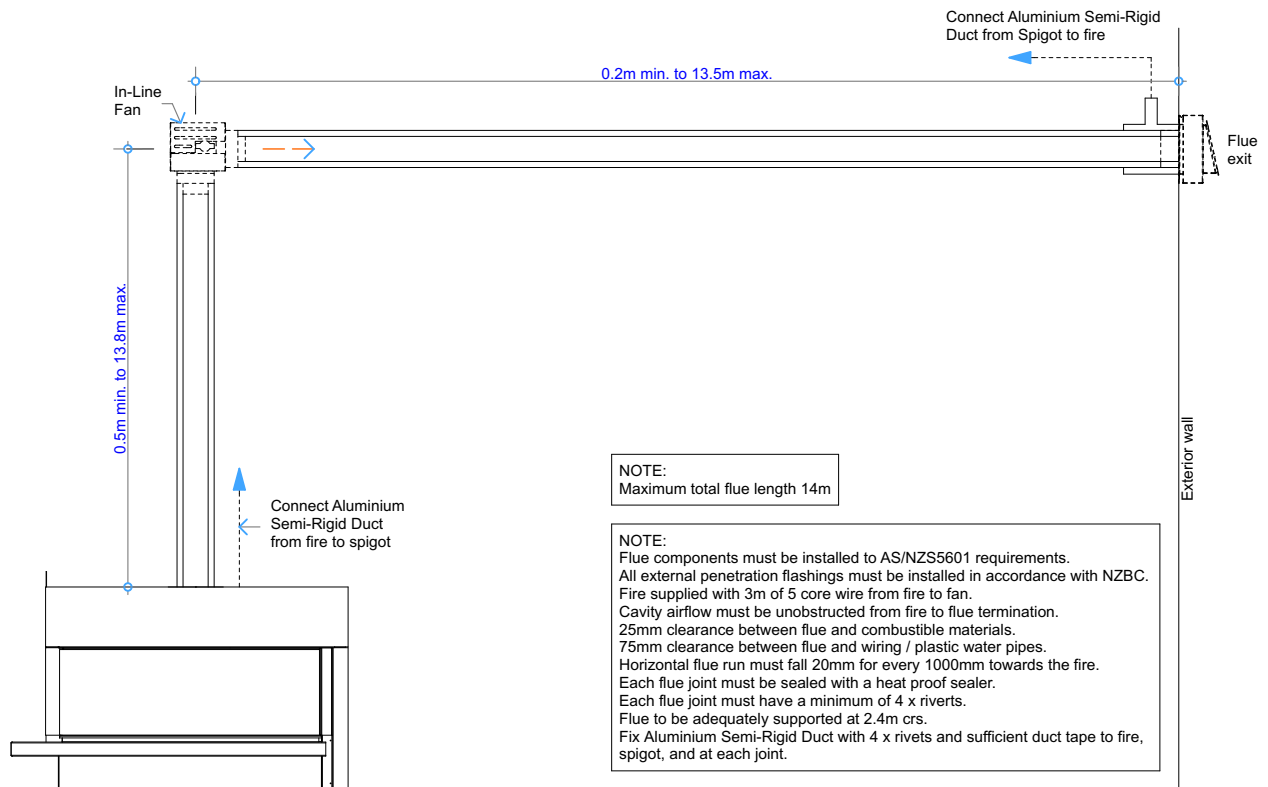 Connect Aluminium Semi-Rigid
Duct from Spigot to fire
0.2m min. to 13.5m max.
In-Line
Fan
Flue
exit
0.5m min. to 13.8m max.
Exterior wall
Connect Aluminium
Semi-Rigid Duct
from fire to spigot
NOTE:
Maximum total flue length 14m
NOTE:
Flue components must be installed to AS/NZS5601 requirements.
All external penetration flashings must be installed in accordance with NZBC.
Fire supplied with 3m of 5 core wire from fire to fan.
Cavity airflow must be unobstructed from fire to flue termination.
25mm clearance between flue and combustible materials.
75mm clearance between flue and wiring / plastic water pipes.
Horizontal flue run must fall 20mm for every 1000mm towards the fire.
Each flue joint must be sealed with a heat proof sealer.
Each flue joint must have a minimum of 4 x riverts.
Flue to be adequately supported at 2.4m crs.
Fix Aluminium Semi-Rigid Duct with 4 x rivets and sufficient duct tape to fire,
spigot, and at each joint.